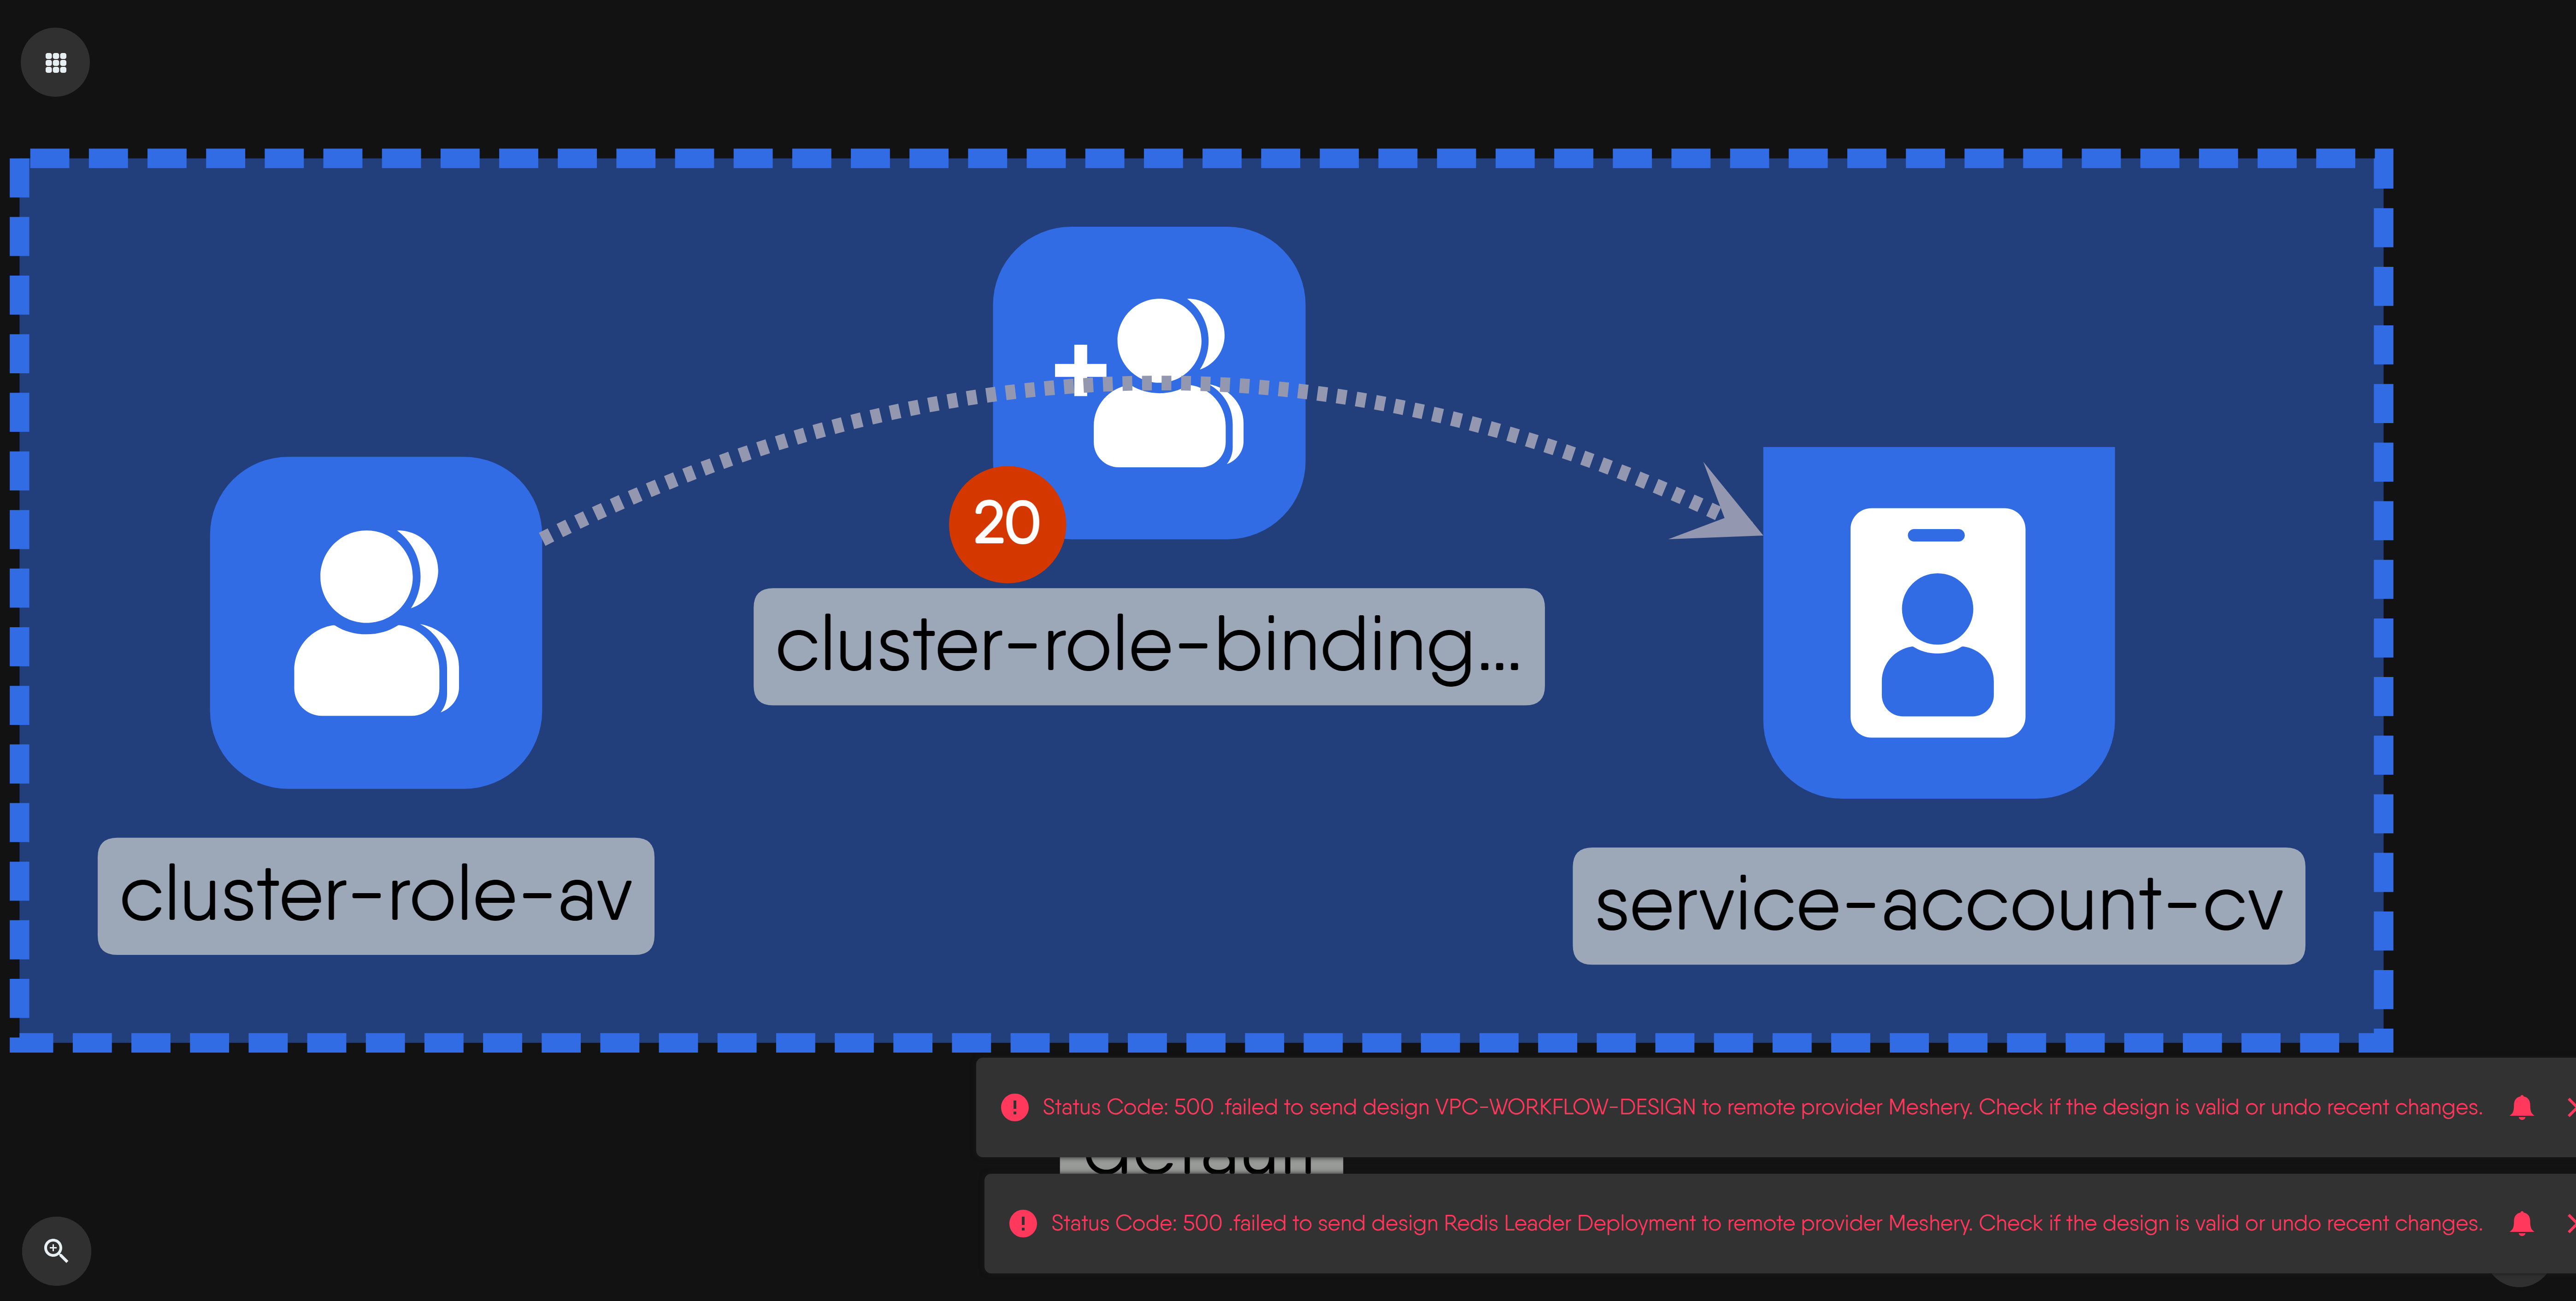 20
cluster-role-binding...
cluster-role-av
service-account-cv
Status Code: 500 .failed to send design VPC-WORKFLOW-DESIGN to remote provider Meshery. Check if the design is valid or undo recent changes.
default
Status Code: 500 .failed to send design Redis Leader Deployment to remote provider Meshery. Check if the design is valid or undo recent changes.